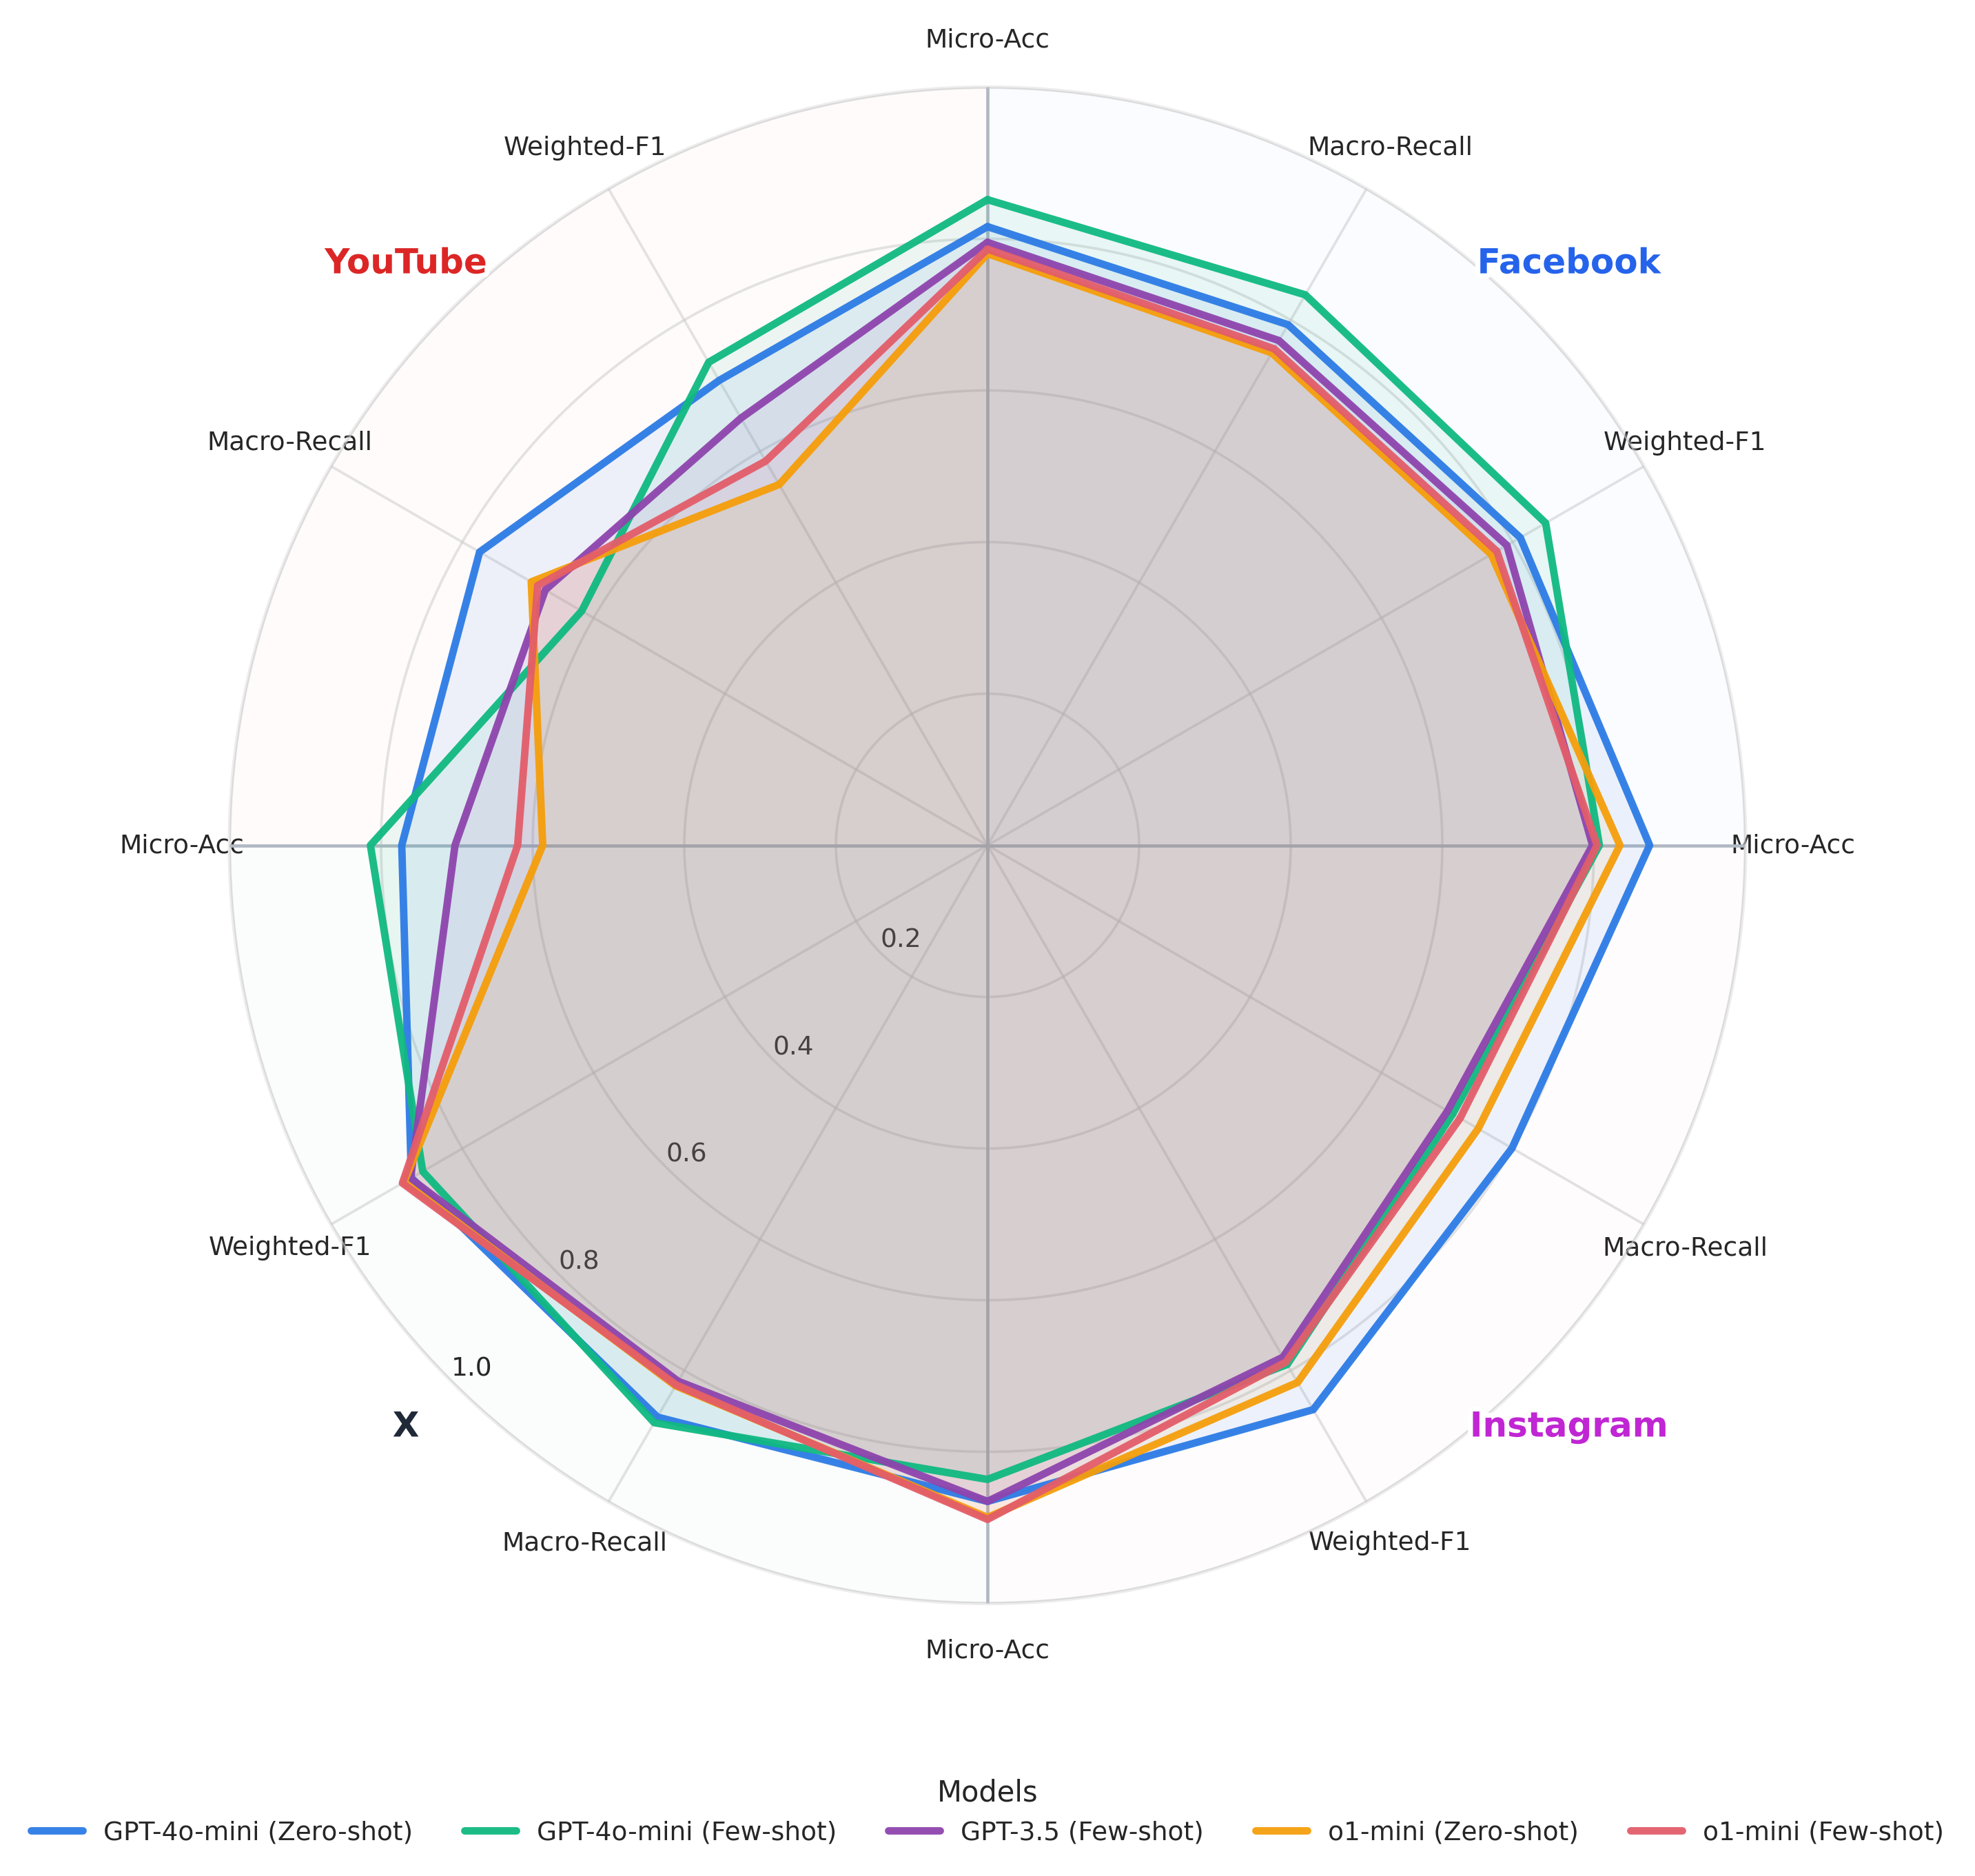 Micro-Acc
Weighted-F1
Macro-Recall
YouTube
Facebook
Macro-Recall
Weighted-F1
Micro-Acc
Micro-Acc
0.2
0.4
0.6
0.8
1.0
Weighted-F1
Macro-Recall
X
Instagram
Macro-Recall
Weighted-F1
Micro-Acc
Models
GPT-4o-mini (Zero-shot)
GPT-4o-mini (Few-shot)
GPT-3.5 (Few-shot)
o1-mini (Zero-shot)
o1-mini (Few-shot)